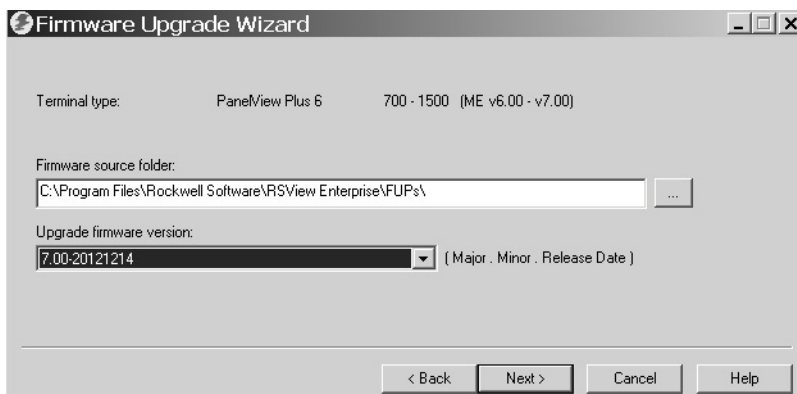 Firmware Upgrade Wizard
Terminal type: PanelView Plus 6 700 - 1500 (ME v6.00 - v7.00)
Firmware source folder:
C:\Program Files\Rockwell Software\RSView Enterprise\FUPs\
...
Upgrade firmware version:
7.00-20121214 ( Major . Minor . Release Date )
< Back Next > Cancel Help